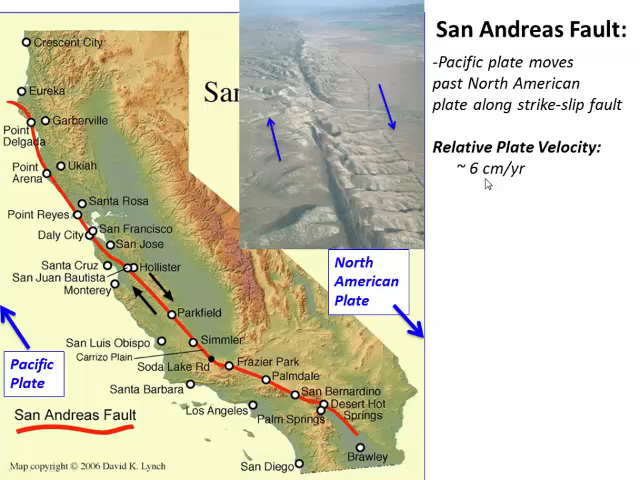 San Andreas Fault:
-Pacific plate moves
past North American
plate along strike-slip fault
Relative Plate Velocity:
~ 6 cm/yr
Sa
Crescent City
Eureka
Garberville
Point
Delgada
Ukiah
Point
Arena
Santa Rosa
Point Reyes
San Francisco
Daly City
San Jose
Santa Cruz
Hollister
San Juan Bautista
Monterey
North
American
Plate
Parkfield
San Luis Obispo
Simmler
Carrizo Plain
Soda Lake Rd
Frazier Park
Pacific
Plate
Palmdale
Santa Barbara
San Bernardino
Desert Hot
Springs
Los Angeles
Palm Springs
San Andreas Fault
Brawley
San Diego
Map copyright © 2006 David K. Lynch